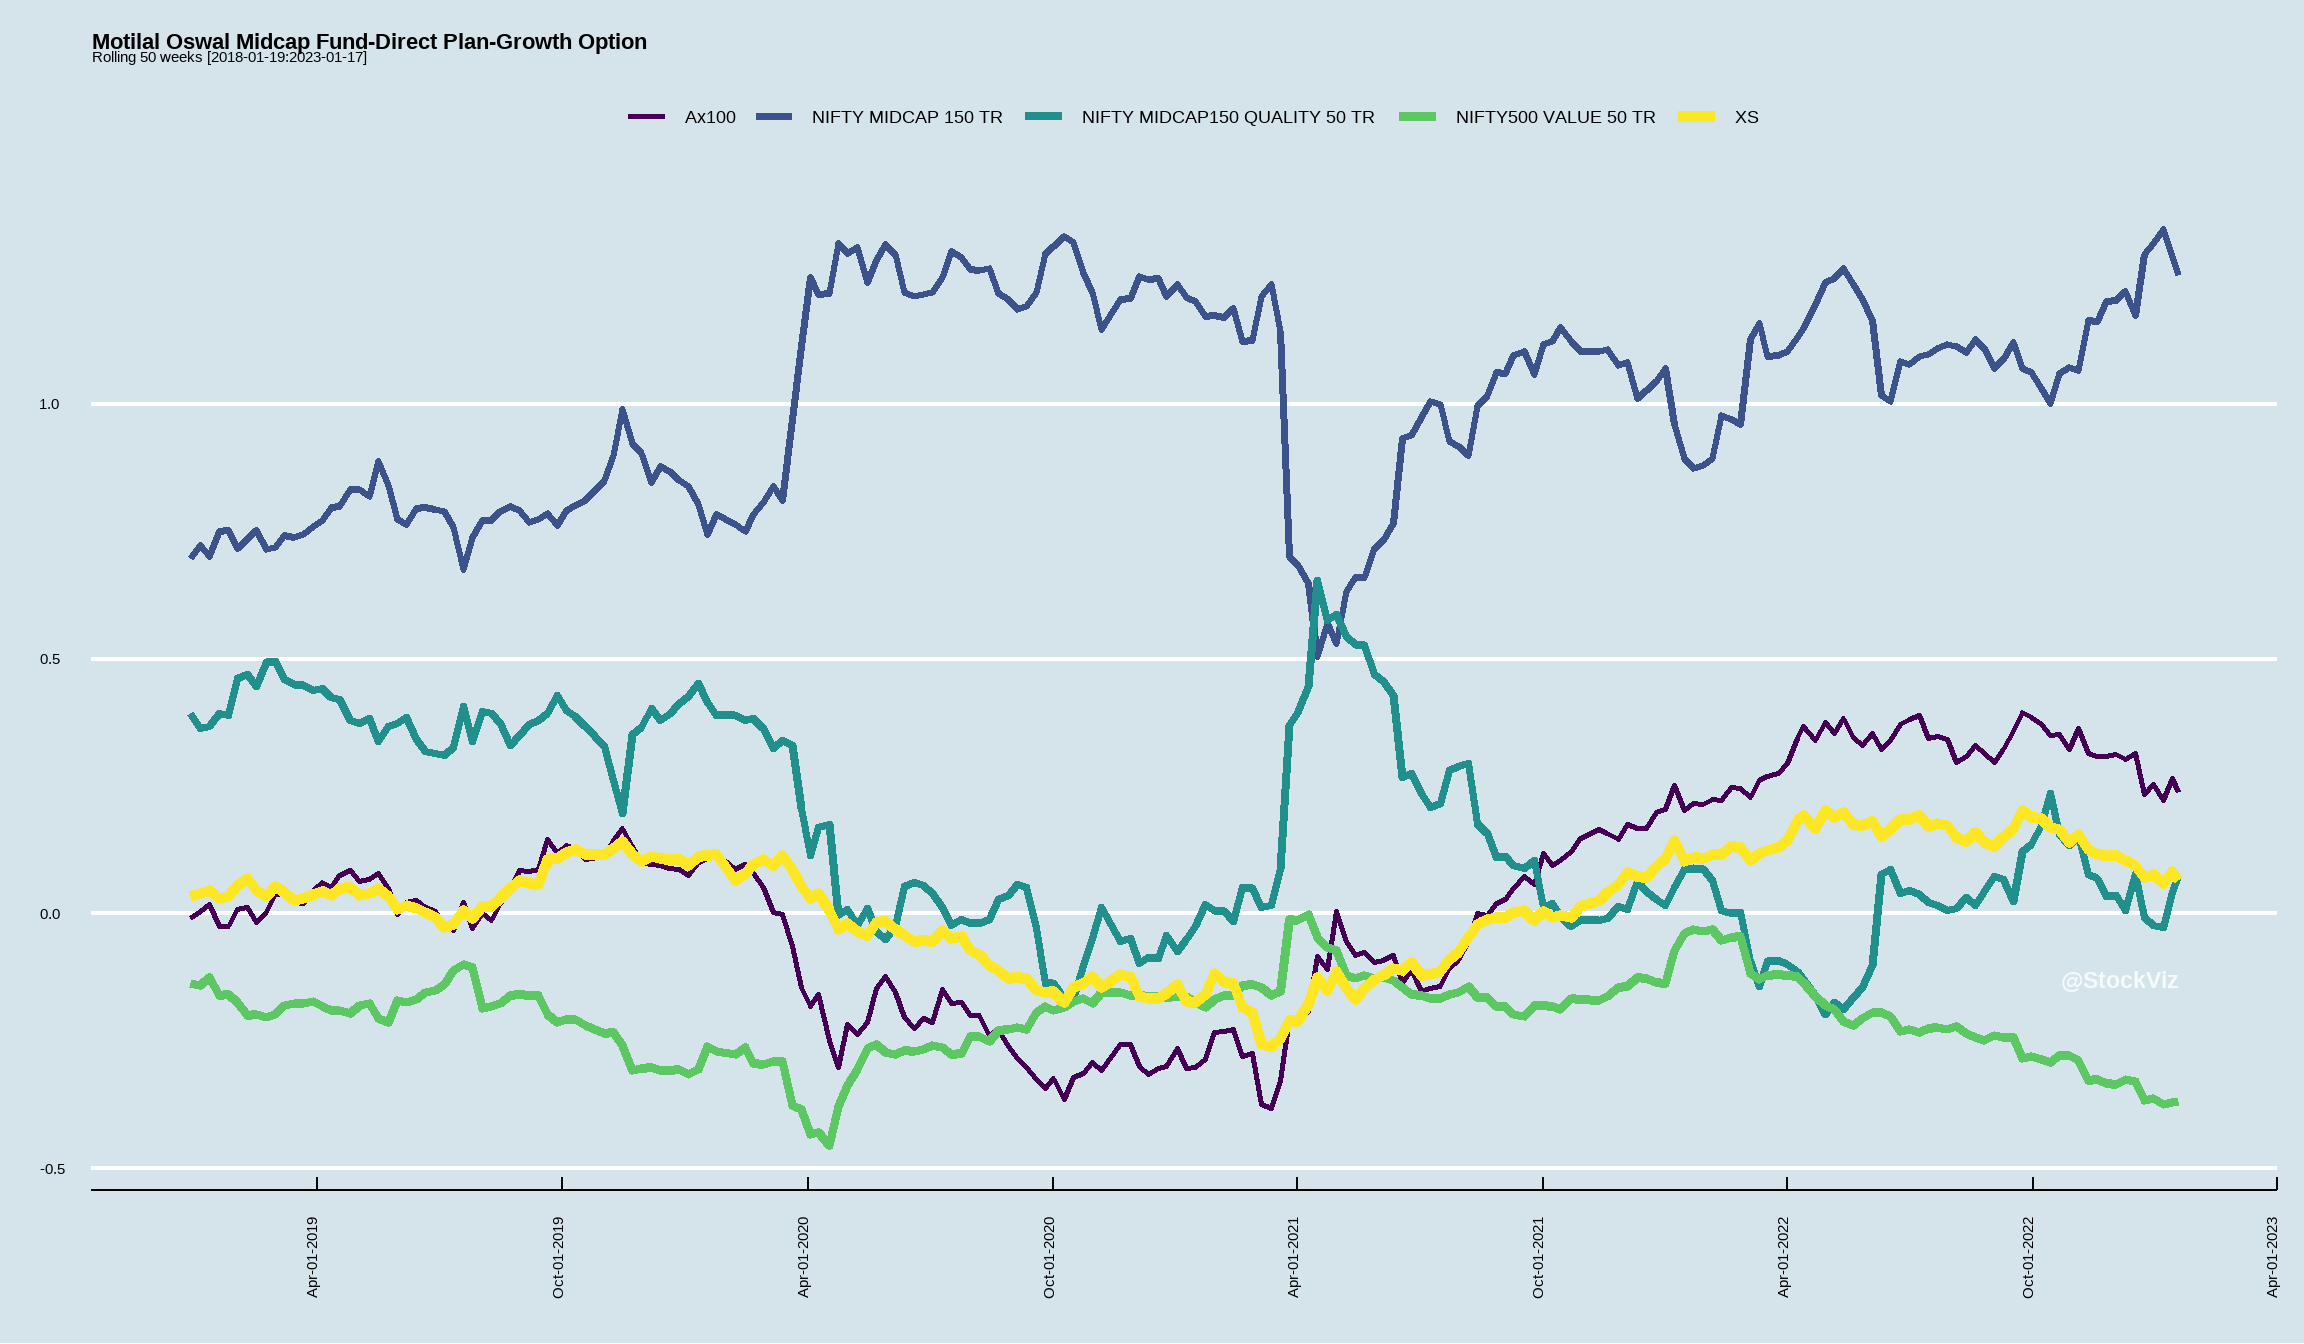 Motilal Oswal Midcap Fund-Direct Plan-Growth Option
Rolling 50 weeks [2018-01-19:2023-01-17]
Ax100 NIFTY MIDCAP 150 TR NIFTY MIDCAP150 QUALITY 50 TR NIFTY500 VALUE 50 TR XS
1.0
0.5
0.0
@StockViz
-0.5
Apr-01-2019
Oct-01-2019
Apr-01-2020
Oct-01-2020
Apr-01-2021
Oct-01-2021
Apr-01-2022
Oct-01-2022
Apr-01-2023